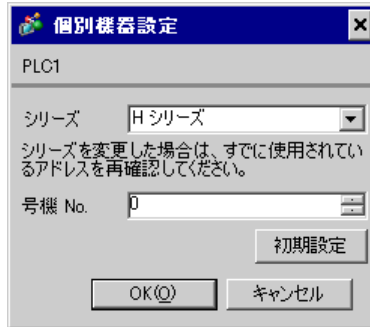 個別機器設定
PLC1
シリーズ
H シリーズ
シリーズを変更した場合は、すでに使用されてい
るアドレスを再確認してください。
号機 No.
0
初期設定
OK(O)
キャンセル